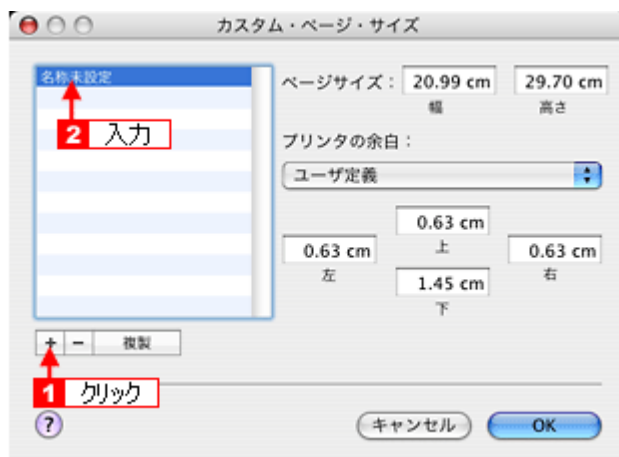 カスタム・ページ・サイズ
名称未設定
2 入力
ページサイズ： 20.99 cm 29.70 cm
幅 高さ
プリンタの余白：
ユーザ定義
0.63 cm
上
0.63 cm 0.63 cm
左 右
1.45 cm
下
+ − 複製
1 クリック
? キャンセル OK